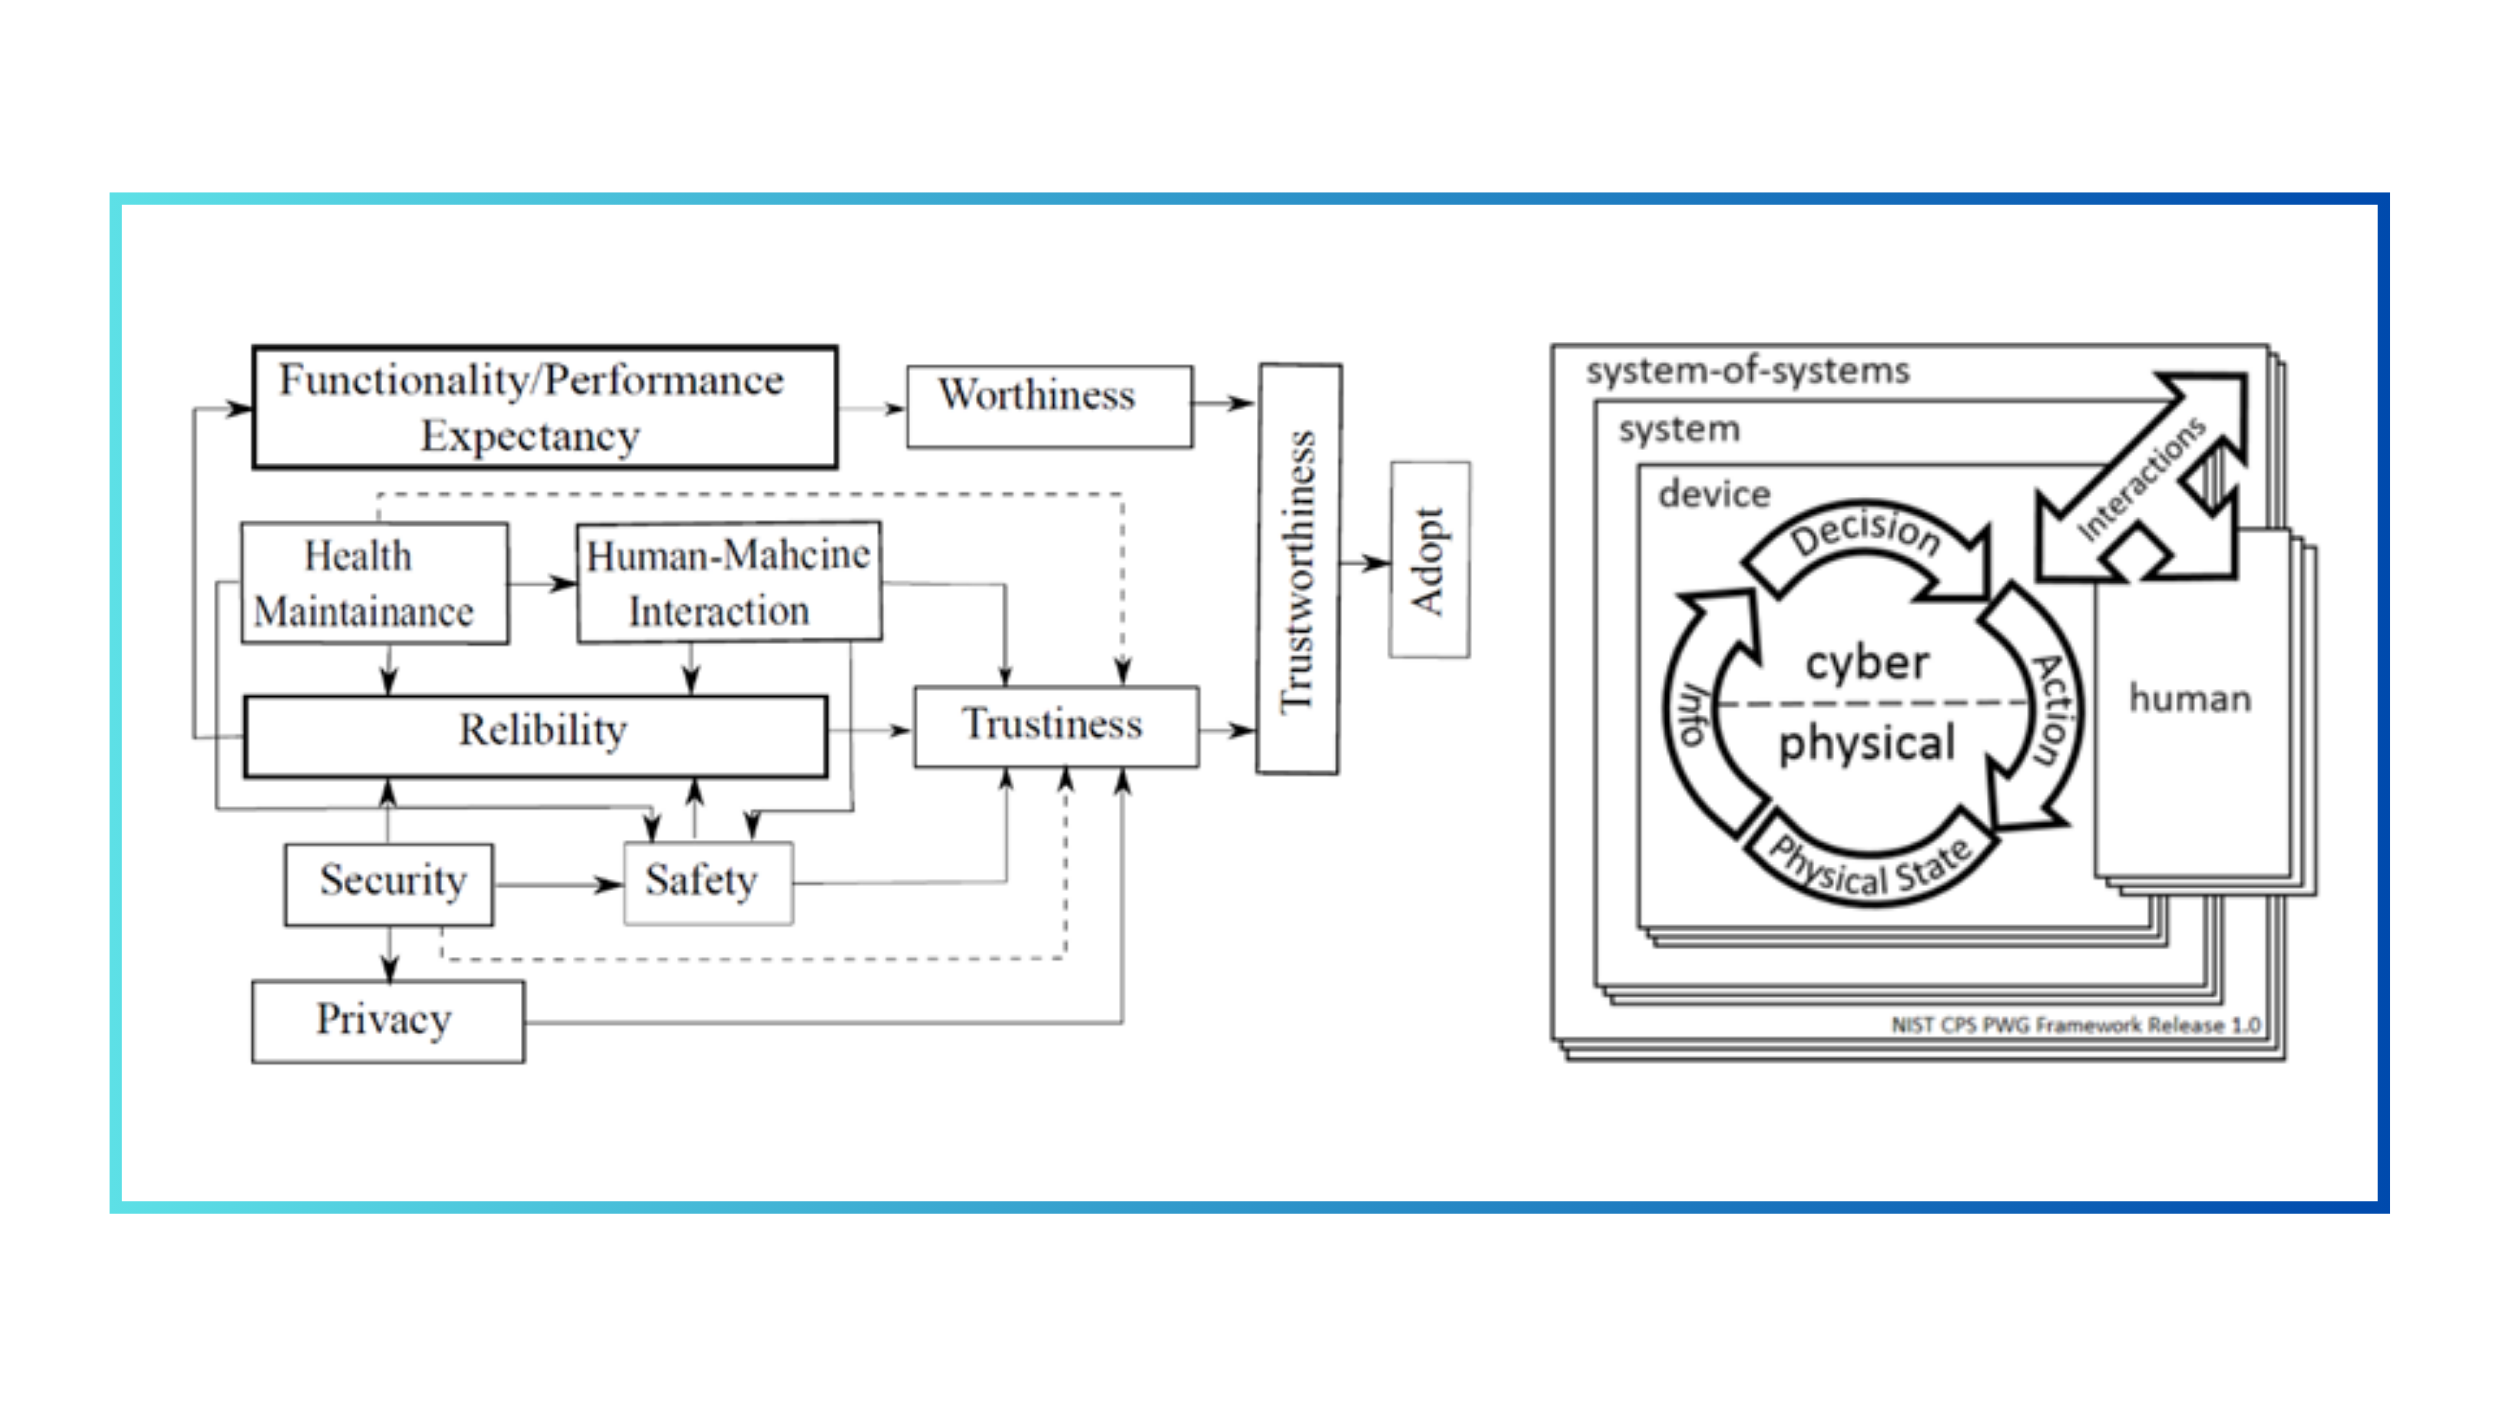 Functionality/Performance
Expectancy
Worthiness
Health
Maintainance
Human-Mahcine
Interaction
Relibility
Trustiness
Security
Safety
Privacy
Trustworthiness
Adopt
system-of-systems
system
device
Interactions
Decision
Action
Physical State
Info
cyber
physical
human
NIST CPS PWG Framework Release 1.0